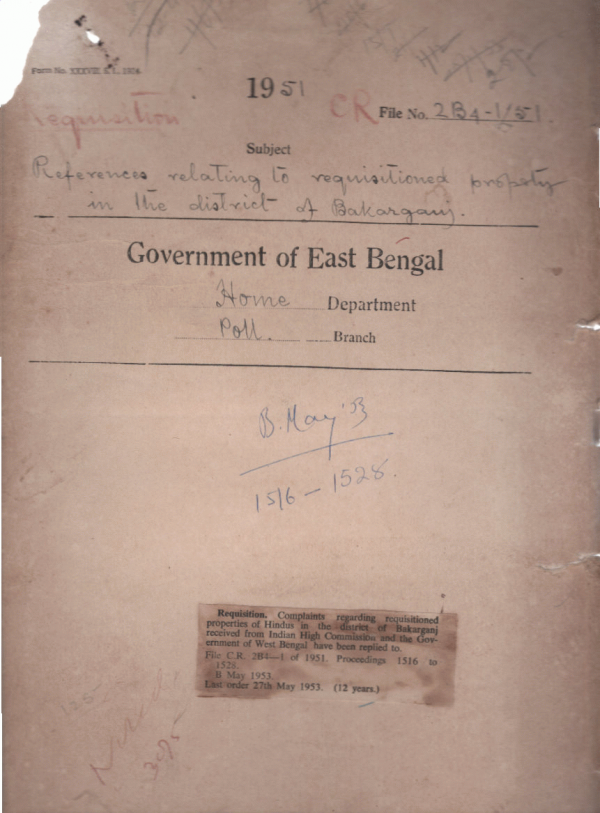 Form No. XXXVIII
1951
Requisition
CR File No. 2B4-1/51.
Subject
References relating to requisitioned property
in the district of Bakarganj.
Government of East Bengal
Home Department
Poll. Branch
B. May '53
1516 – 1528.
Requisition. Complaints regarding requisitioned
properties of Hindus in the district of Bakarganj
received from Indian High Commission and the Gov-
ernment of West Bengal have been replied to.
File C.R. 2B4—1 of 1951. Proceedings 1516 to
1528.
B May 1953.
Last order 27th May 1953. (12 years.)